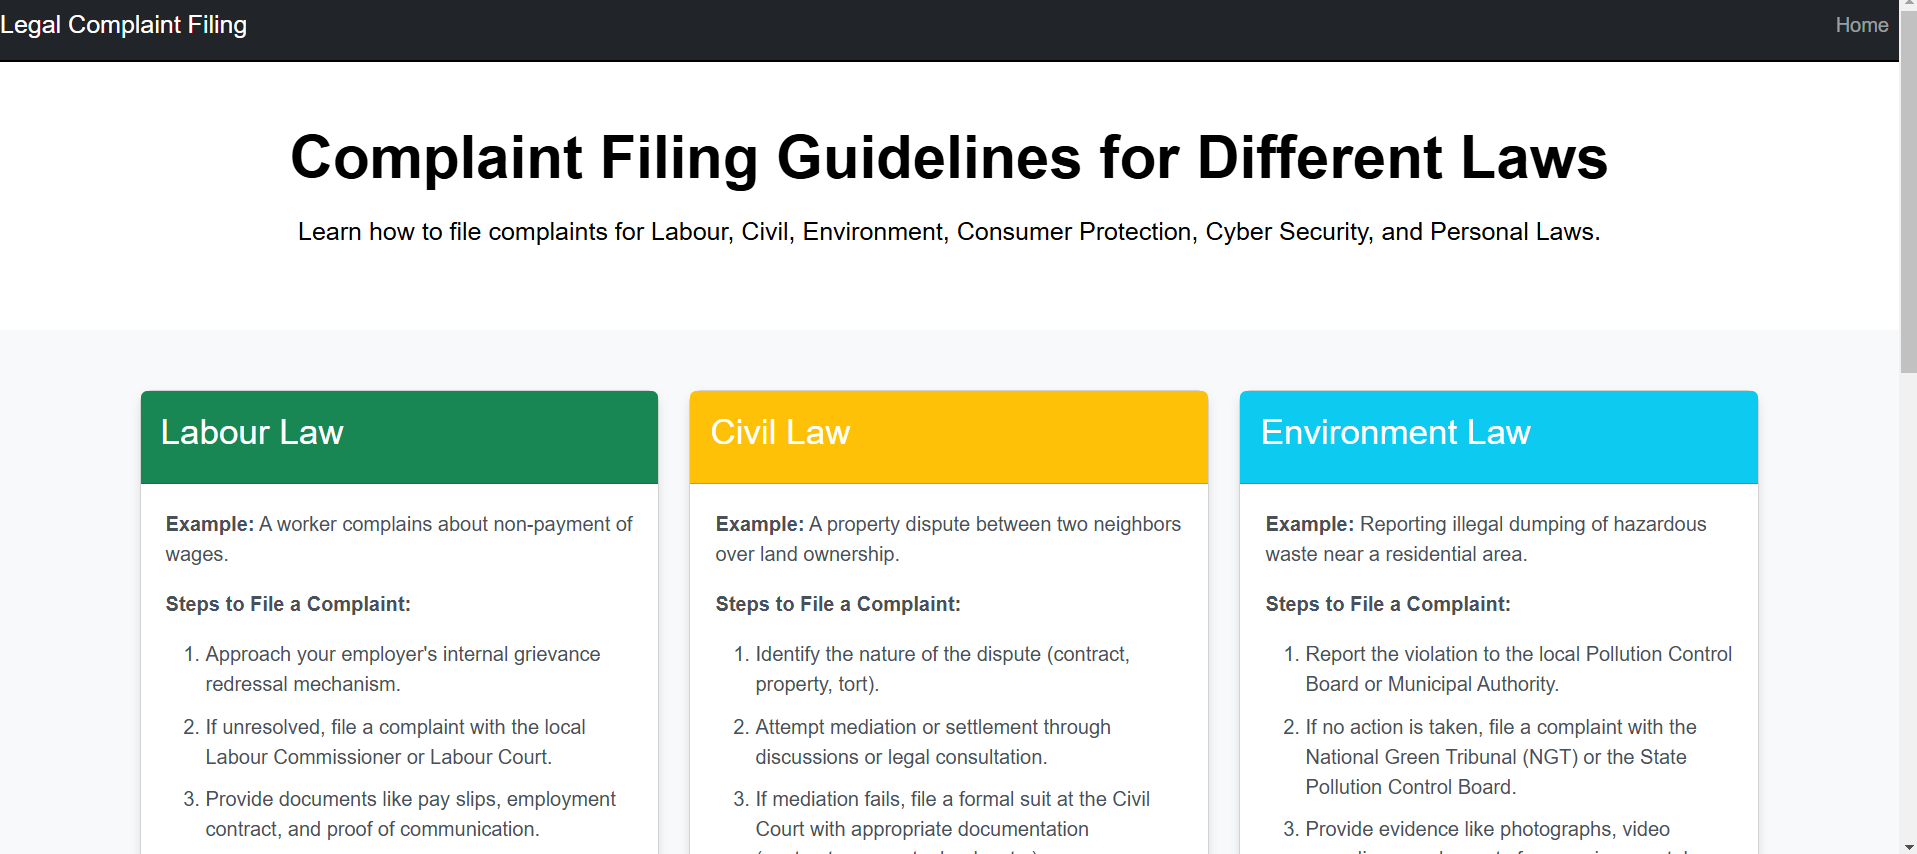 Legal Complaint Filing
Home
Complaint Filing Guidelines for Different Laws
Learn how to file complaints for Labour, Civil, Environment, Consumer Protection, Cyber Security, and Personal Laws.
Labour Law
Example: A worker complains about non-payment of
wages.
Steps to File a Complaint:
1. Approach your employer's internal grievance
redressal mechanism.
2. If unresolved, file a complaint with the local
Labour Commissioner or Labour Court.
3. Provide documents like pay slips, employment
contract, and proof of communication.
Civil Law
Example: A property dispute between two neighbors
over land ownership.
Steps to File a Complaint:
1. Identify the nature of the dispute (contract,
property, tort).
2. Attempt mediation or settlement through
discussions or legal consultation.
3. If mediation fails, file a formal suit at the Civil
Court with appropriate documentation
Environment Law
Example: Reporting illegal dumping of hazardous
waste near a residential area.
Steps to File a Complaint:
1. Report the violation to the local Pollution Control
Board or Municipal Authority.
2. If no action is taken, file a complaint with the
National Green Tribunal (NGT) or the State
Pollution Control Board.
3. Provide evidence like photographs, video